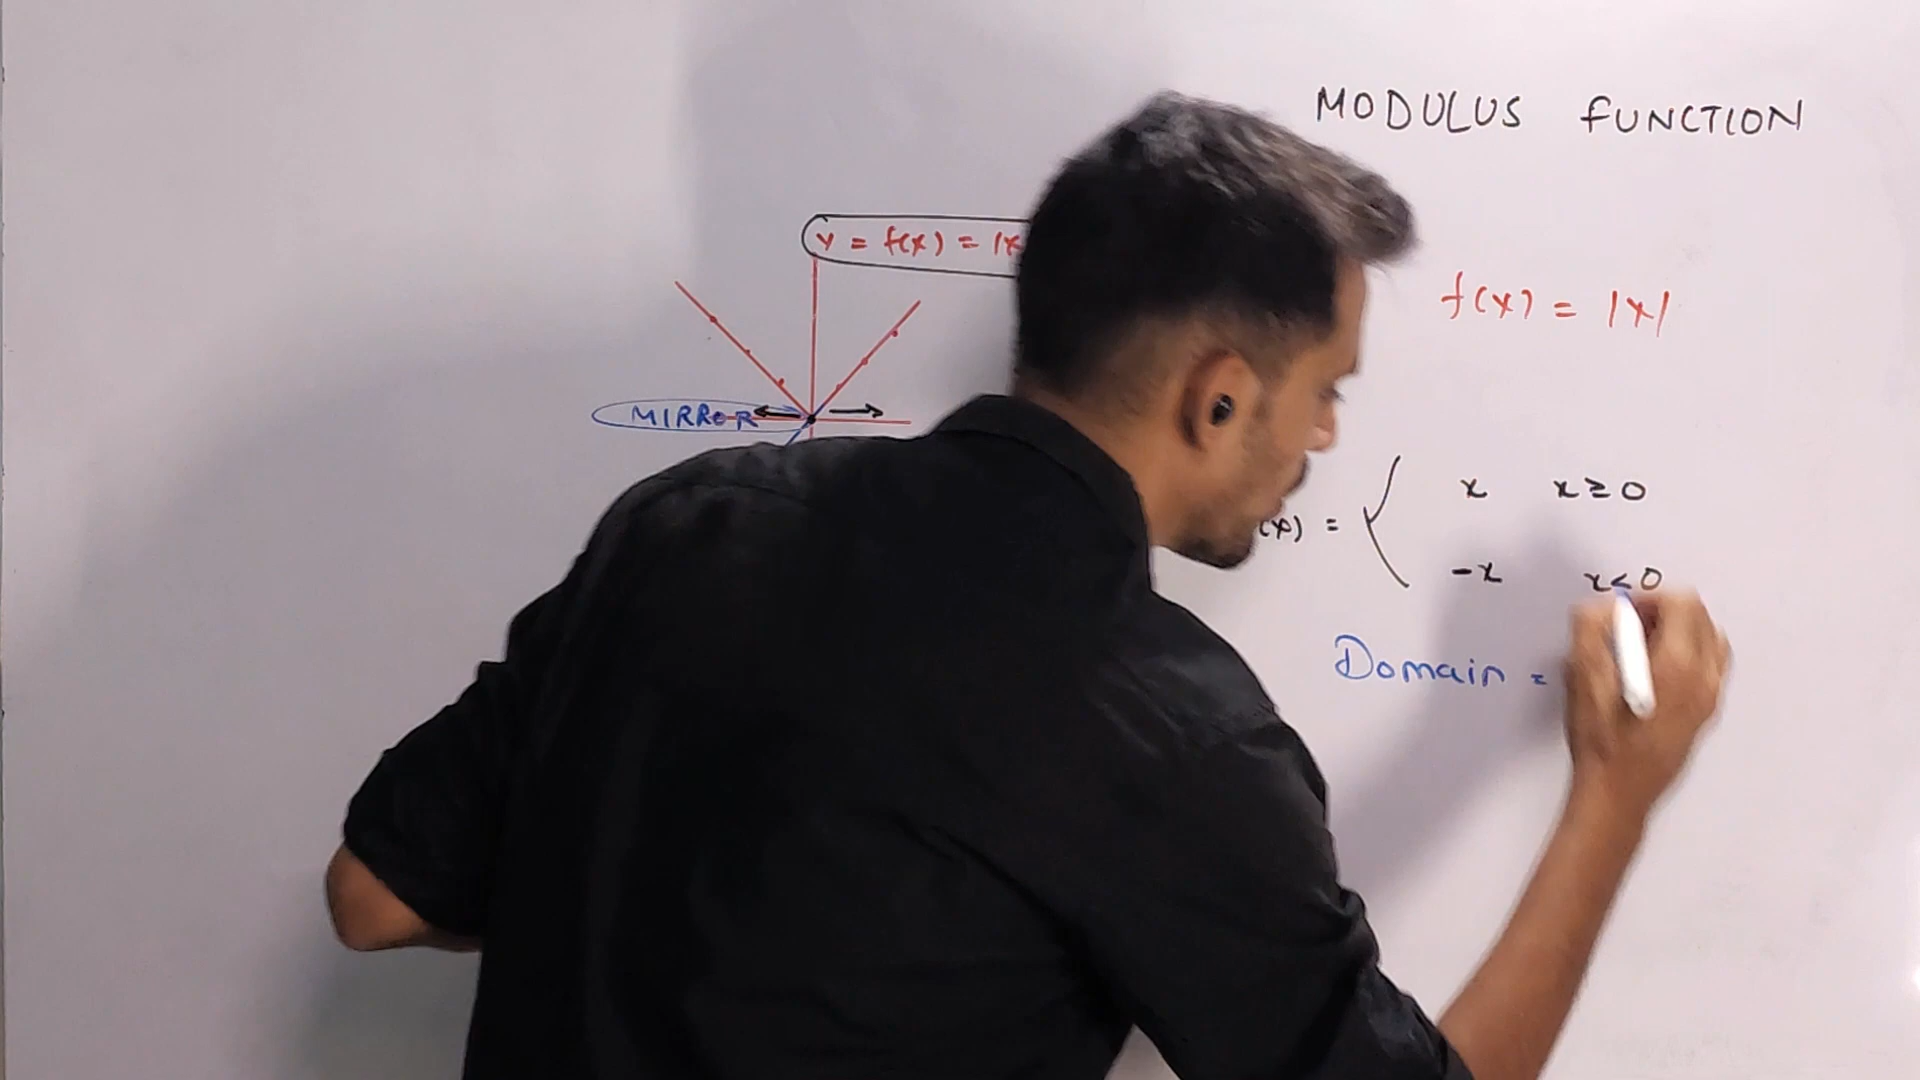 MODULUS FUNCTION
y = f(x) = |x
f(x) = |x|
MIRROR
x x ≥ 0
(x) =
-x x < 0
Domain =